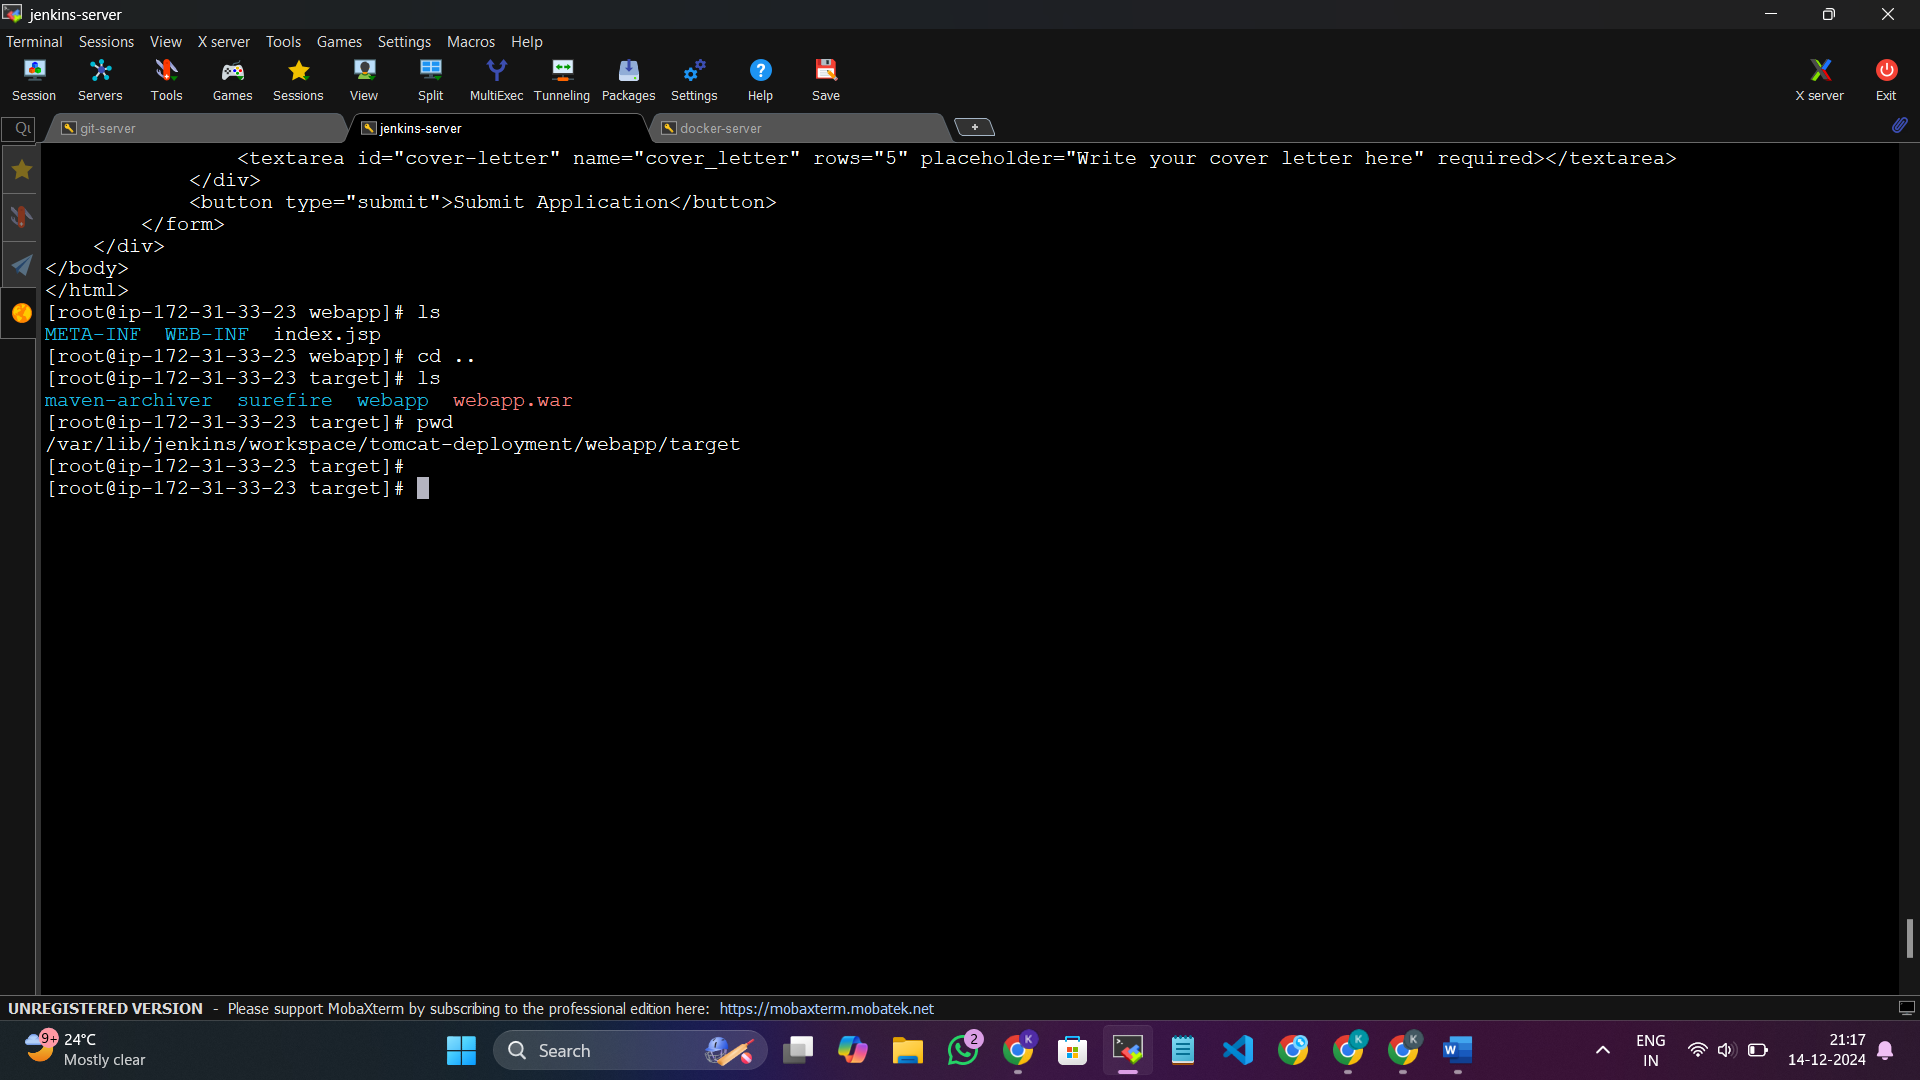 jenkins-server
Terminal Sessions View X server Tools Games Settings Macros Help
Session Servers Tools Games Sessions View Split MultiExec Tunneling Packages Settings Help Save X server Exit
Qu git-server jenkins-server docker-server +
<textarea id="cover-letter" name="cover_letter" rows="5" placeholder="Write your cover letter here" required></textarea>
</div>
<button type="submit">Submit Application</button>
</form>
</div>
</body>
</html>
[root@ip-172-31-33-23 webapp]# ls
META-INF WEB-INF index.jsp
[root@ip-172-31-33-23 webapp]# cd ..
[root@ip-172-31-33-23 target]# ls
maven-archiver surefire webapp webapp.war
[root@ip-172-31-33-23 target]# pwd
/var/lib/jenkins/workspace/tomcat-deployment/webapp/target
[root@ip-172-31-33-23 target]#
[root@ip-172-31-33-23 target]#
UNREGISTERED VERSION - Please support MobaXterm by subscribing to the professional edition here: https://mobaxterm.mobatek.net
9+ 24°C
Mostly clear
Search
2 K K K W
ENG
IN
21:17
14-12-2024